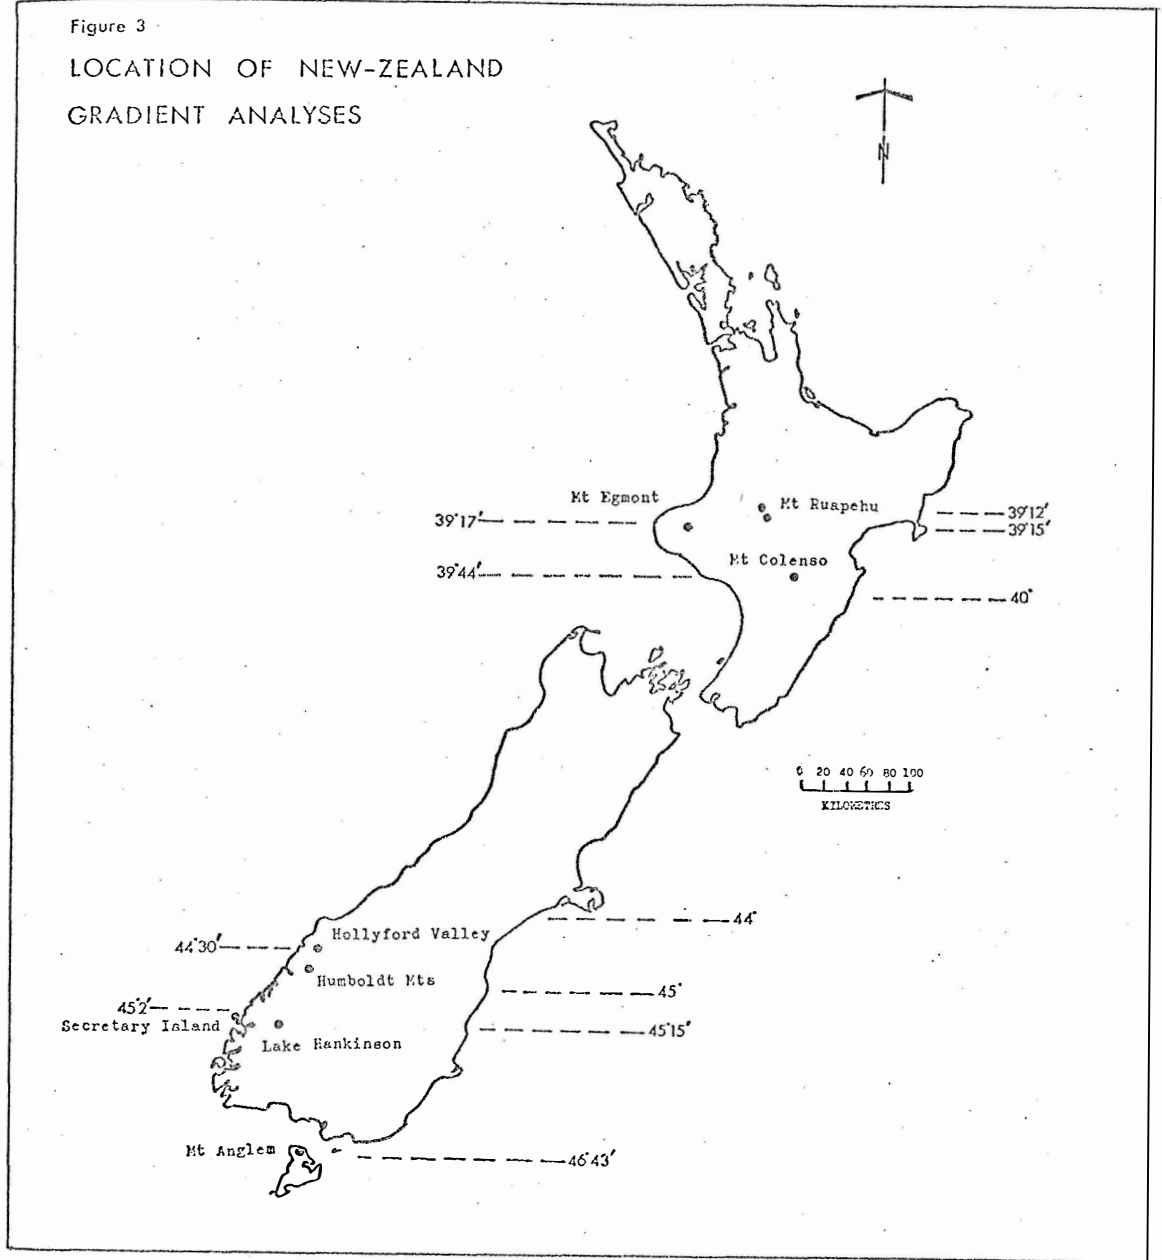 Figure 3
LOCATION OF NEW-ZEALAND
GRADIENT ANALYSES
N
Mt Egmont
Mt Ruapehu
39°17′
39°12′
39°15′
Mt Colenso
39°44′
40°
0 20 40 60 80 100
KILOMETRES
44°
Hollyford Valley
44°30′
Humboldt Mts
45°
45°2′
Secretary Island
45°15′
Lake Hankinson
Mt Anglem
46°43′